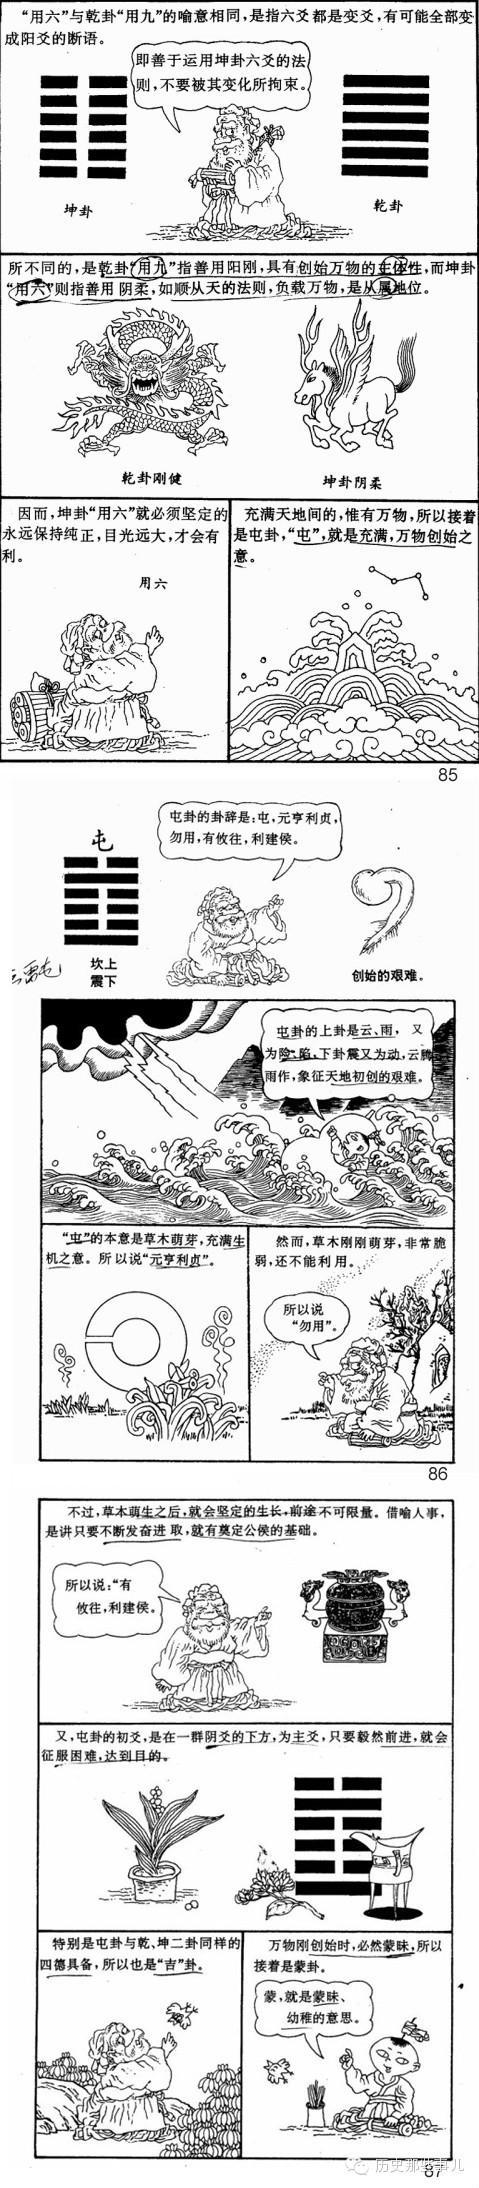 “用六”与乾卦“用九”的喻意相同，是指六爻都是变爻，有可能全部变
成阳爻的断语。
即善于运用坤卦六爻的法
则，不要被其变化所拘束。
坤卦
乾卦
所不同的，是乾卦“用九”指善用阳刚，具有创始万物的主体性，而坤卦
“用六”则指善用阴柔，如顺从天的法则，负载万物，是从属地位。
乾卦刚健
坤卦阴柔
因而，坤卦“用六”就必须坚定的
永远保持纯正，目光远大，才会有
利。
用六
充满天地间的，惟有万物，所以接着
是屯卦，“屯”，就是充满，万物创始之
意。
85
屯
坎上
震下
云雷屯
屯卦的卦辞是：屯，元亨利贞，
勿用，有攸往，利建侯。
创始的艰难。
屯卦的上卦是云、雨，又
为险、陷，下卦震又为动，云腾
雨作，象征天地初创的艰难。
“屯”的本意是草木萌芽，充满生
机之意。所以说“元亨利贞”。
然而，草木刚刚萌芽，非常脆
弱，还不能利用。
所以说
“勿用”。
86
不过，草本萌生之后，就会坚定的生长，前途不可限量。借喻人事，
是讲只要不断发奋进取，就有奠定公侯的基础。
所以说：“有
攸往，利建侯。
又，屯卦的初爻，是在一群阴爻的下方，为主爻，只要毅然前进，就会
征服困难，达到目的。
特别是屯卦与乾、坤二卦同样的
四德具备，所以也是“吉”卦。
万物刚创始时，必然蒙昧，所以
接着是蒙卦。
蒙，就是蒙昧、
幼稚的意思。
历史那些事儿
87